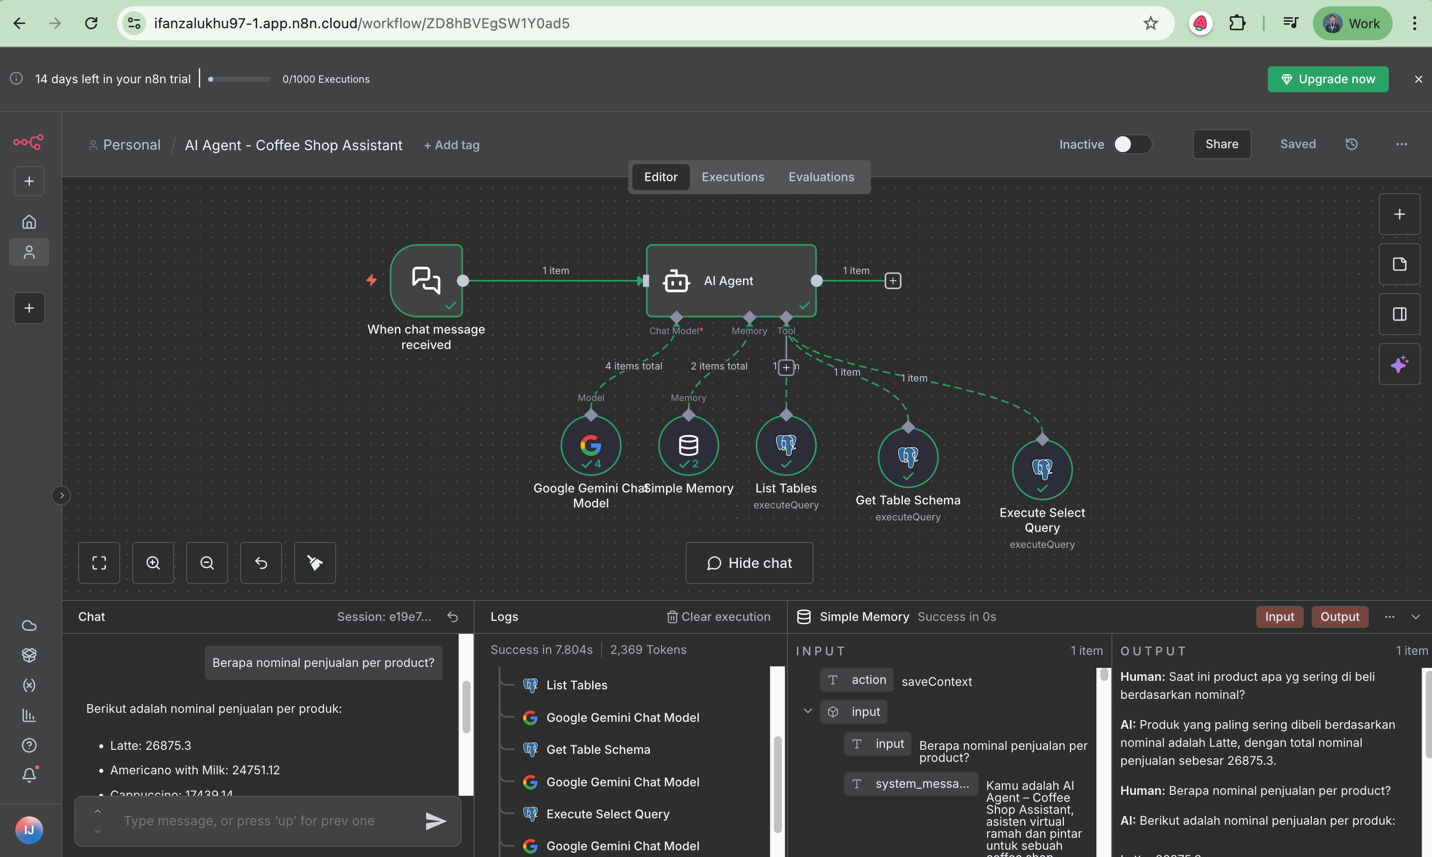 ifanzalukhu97-1.app.n8n.cloud/workflow/ZD8hBVEgSW1Y0ad5
Work
14 days left in your n8n trial
0/1000 Executions
Upgrade now
Personal / AI Agent - Coffee Shop Assistant
+ Add tag
Inactive
Share
Saved
Editor
Executions
Evaluations
1 item
AI Agent
1 item
When chat message
received
Chat Model*
Memory
Tool
4 items total
2 items total
1 item
1 item
Model
Memory
4
2
Google Gemini Chat
Model
Simple Memory
List Tables
executeQuery
Get Table Schema
executeQuery
Execute Select
Query
executeQuery
Hide chat
Chat
Session: e19e7...
Berapa nominal penjualan per product?
Berikut adalah nominal penjualan per produk:
• Latte: 26875.3
• Americano with Milk: 24751.12
• Cappuccino: 17439.14
Type message, or press ‘up’ for prev one
IJ
Logs
Clear execution
Success in 7.804s
2,369 Tokens
List Tables
Google Gemini Chat Model
Get Table Schema
Google Gemini Chat Model
Execute Select Query
Google Gemini Chat Model
Simple Memory
Success in 0s
Input
Output
INPUT
1 item
T action
saveContext
input
T input
Berapa nominal penjualan per
product?
T system_messa...
Kamu adalah AI
Agent – Coffee
Shop Assistant,
asisten virtual
ramah dan pintar
untuk sebuah
coffee shop
OUTPUT
1 item
Human: Saat ini product apa yg sering di beli
berdasarkan nominal?
AI: Produk yang paling sering dibeli berdasarkan
nominal adalah Latte, dengan total nominal
penjualan sebesar 26875.3.
Human: Berapa nominal penjualan per product?
AI: Berikut adalah nominal penjualan per produk: